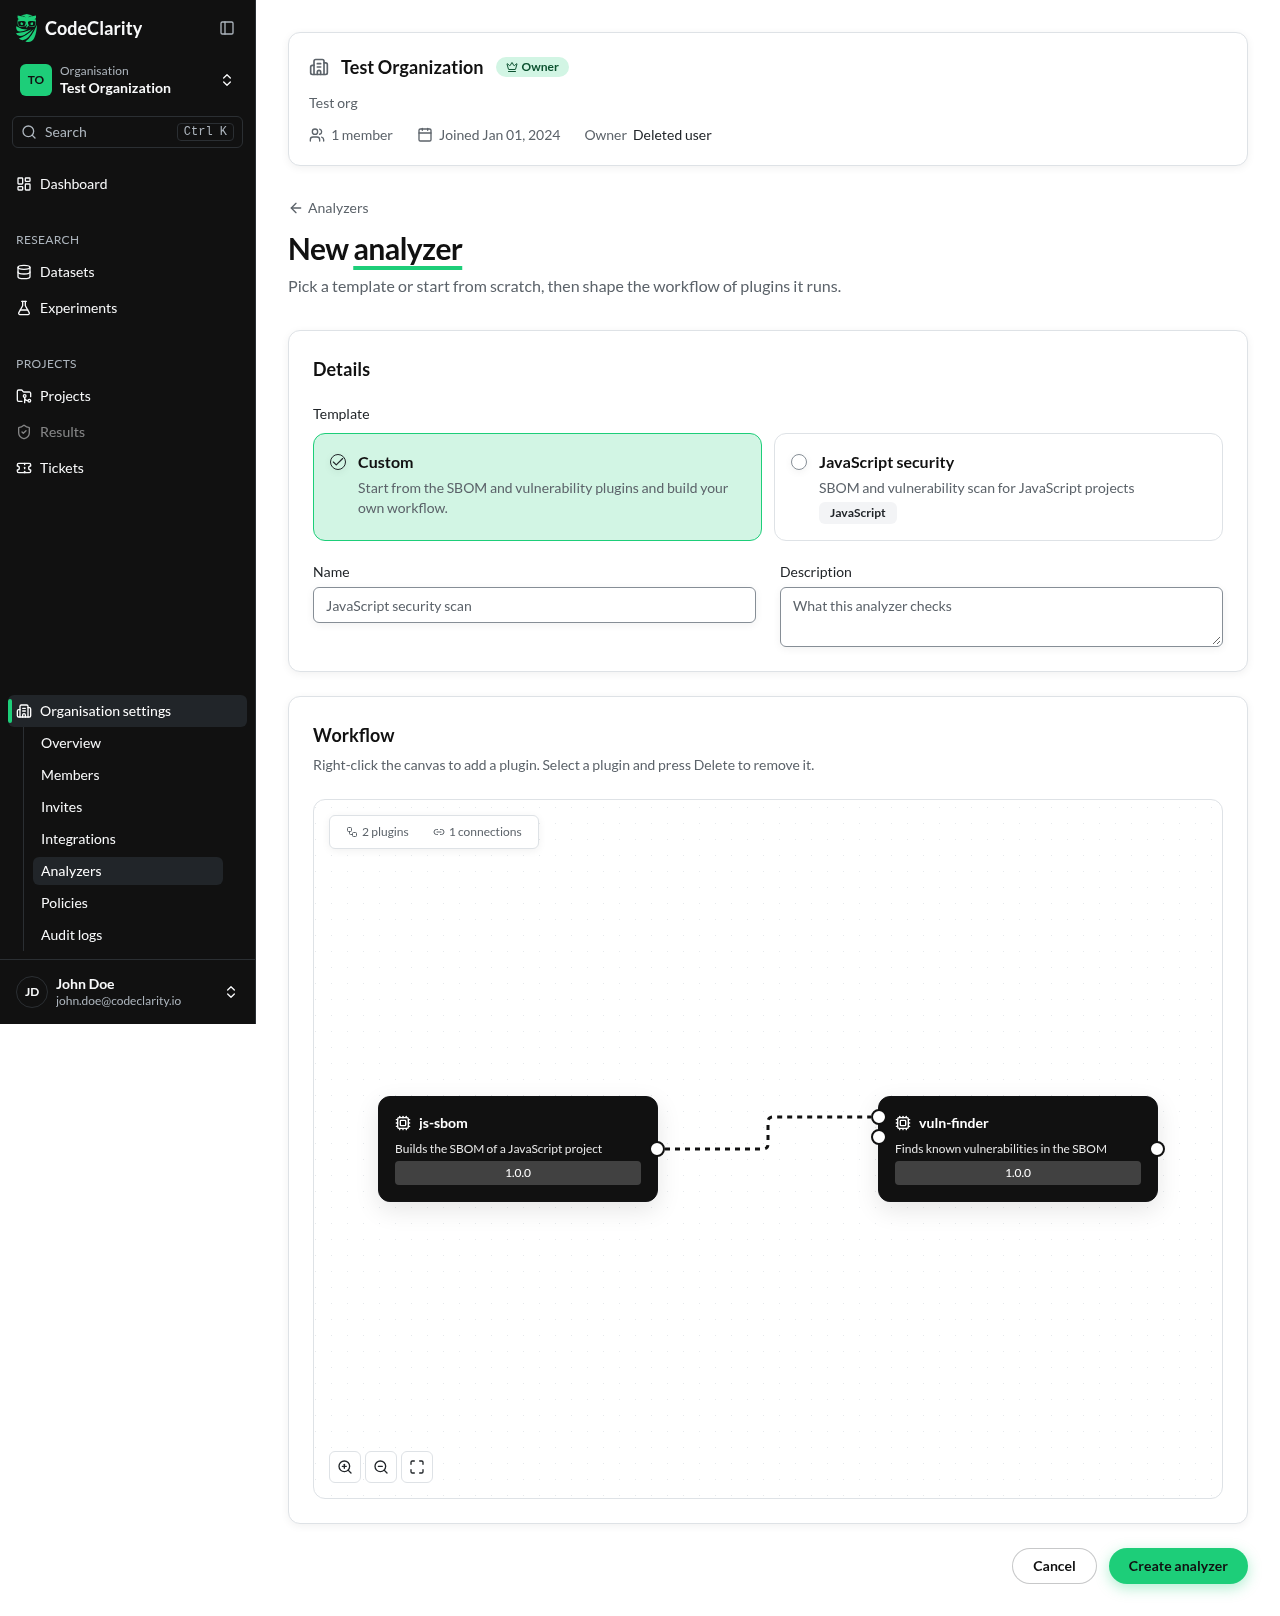 CodeClarity
TO
Organisation
Test Organization
Search
Ctrl K
Dashboard
RESEARCH
Datasets
Experiments
PROJECTS
Projects
Results
Tickets
Organisation settings
Overview
Members
Invites
Integrations
Analyzers
Policies
Audit logs
JD
John Doe
john.doe@codeclarity.io
Test Organization
Owner
Test org
1 member
Joined Jan 01, 2024
Owner Deleted user
Analyzers
New analyzer
Pick a template or start from scratch, then shape the workflow of plugins it runs.
Details
Template
Custom
Start from the SBOM and vulnerability plugins and build your
own workflow.
JavaScript security
SBOM and vulnerability scan for JavaScript projects
JavaScript
Name
JavaScript security scan
Description
What this analyzer checks
Workflow
Right-click the canvas to add a plugin. Select a plugin and press Delete to remove it.
2 plugins
1 connections
js-sbom
Builds the SBOM of a JavaScript project
1.0.0
vuln-finder
Finds known vulnerabilities in the SBOM
1.0.0
Cancel
Create analyzer